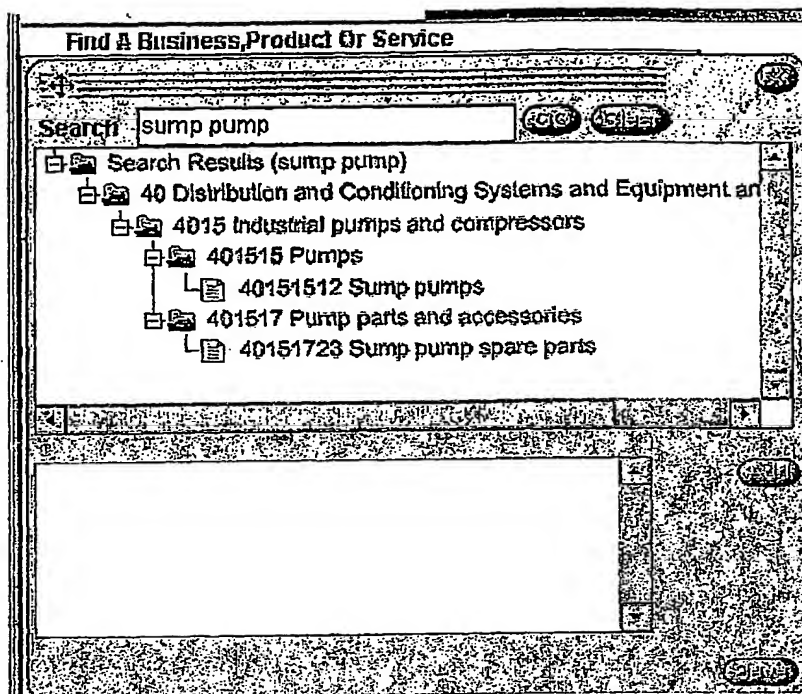 Find A Business,Product Or Service
Search sump pump GO
Search Results (sump pump)
40 Distribution and Conditioning Systems and Equipment an
4015 Industrial pumps and compressors
401515 Pumps
40151512 Sump pumps
401517 Pump parts and accessories
40151723 Sump pump spare parts